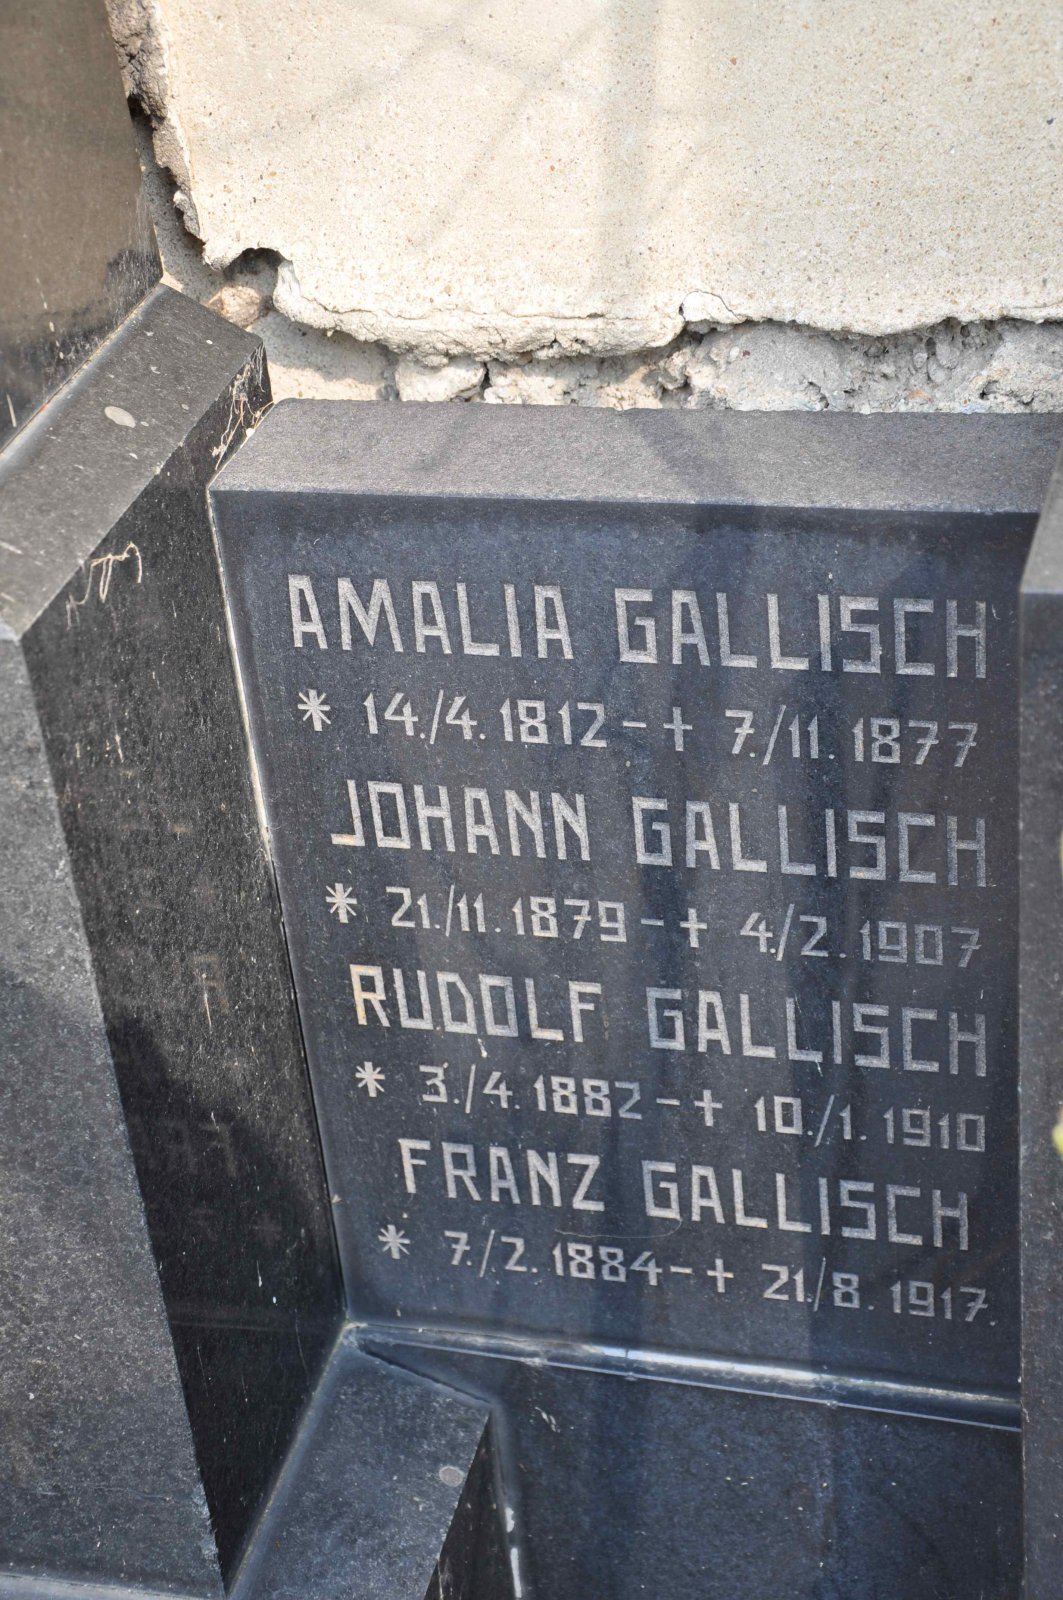 AMALIA GALLISCH
* 14./4. 1812 - + 7./11. 1877
JOHANN GALLISCH
* 21./11. 1879 - + 4./2. 1907
RUDOLF GALLISCH
* 3./4. 1882 - + 10./1. 1910
FRANZ GALLISCH
* 7./2. 1884 - + 21./8. 1917.